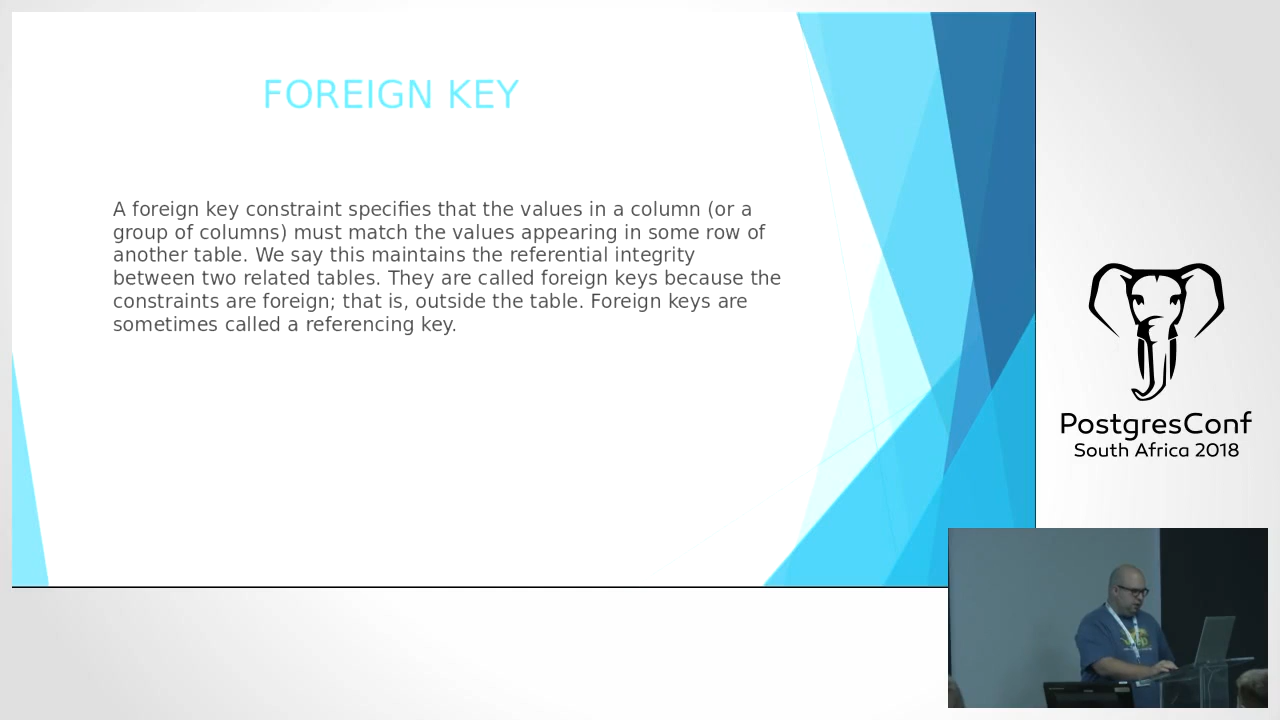 FOREIGN KEY
A foreign key constraint specifies that the values in a column (or a
group of columns) must match the values appearing in some row of
another table. We say this maintains the referential integrity
between two related tables. They are called foreign keys because the
constraints are foreign; that is, outside the table. Foreign keys are
sometimes called a referencing key.
PostgresConf
South Africa 2018